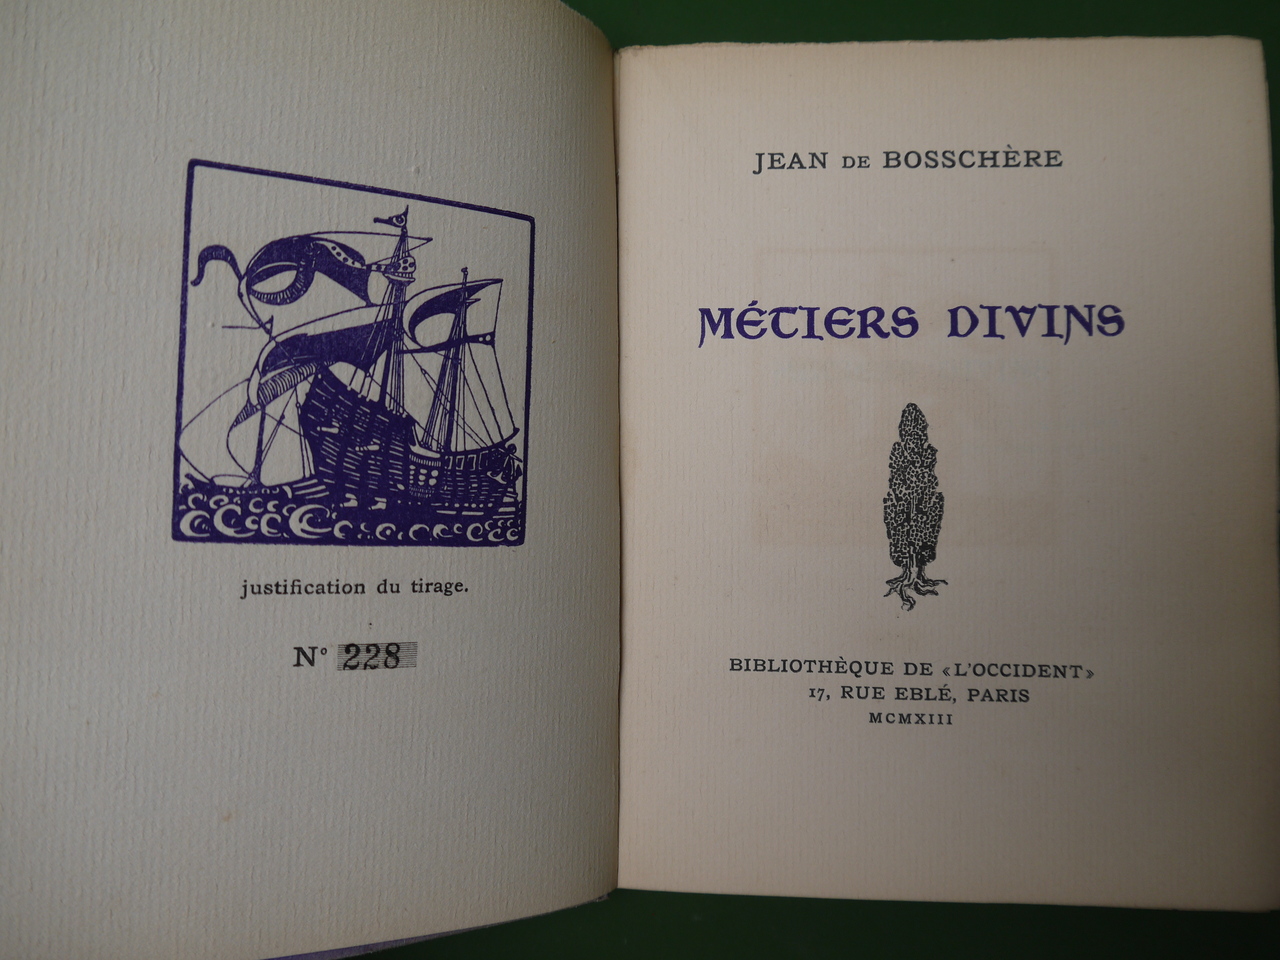 justification du tirage.
N° 228
JEAN DE BOSSCHÈRE
MÉTIERS DIVINS
BIBLIOTHÈQUE DE «L'OCCIDENT»
17, RUE EBLÉ, PARIS
MCMXIII